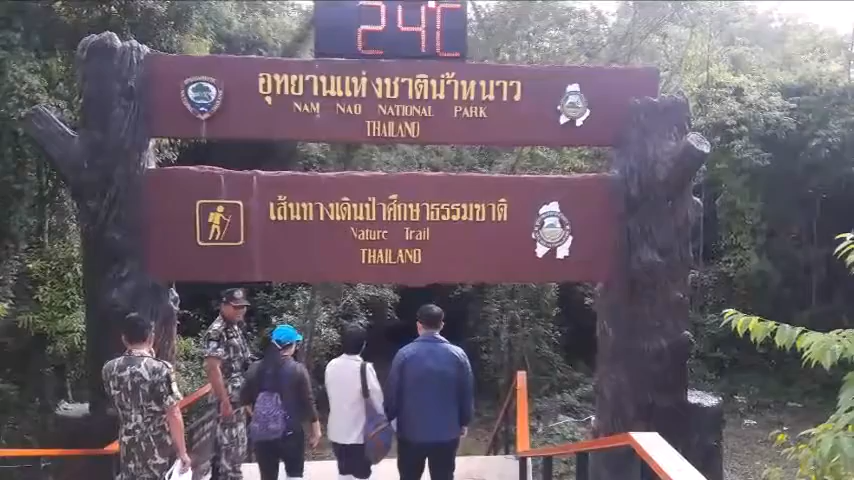 24°C
อุทยานแห่งชาติน้ำหนาว
NAM NAO NATIONAL PARK
THAILAND
เส้นทางเดินป่าศึกษาธรรมชาติ
Nature Trail
THAILAND